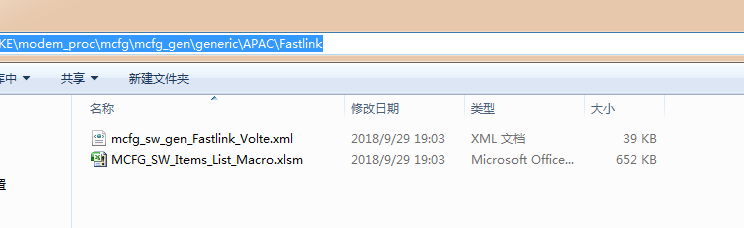 KE\modem_proc\mcfg\mcfg_gen\generic\APAC\Fastlink
库中 共享 新建文件夹
名称 修改日期 类型 大小
mcfg_sw_gen_Fastlink_Volte.xml 2018/9/29 19:03 XML 文档 39 KB
MCFG_SW_Items_List_Macro.xlsm 2018/9/29 19:03 Microsoft Office... 652 KB
置